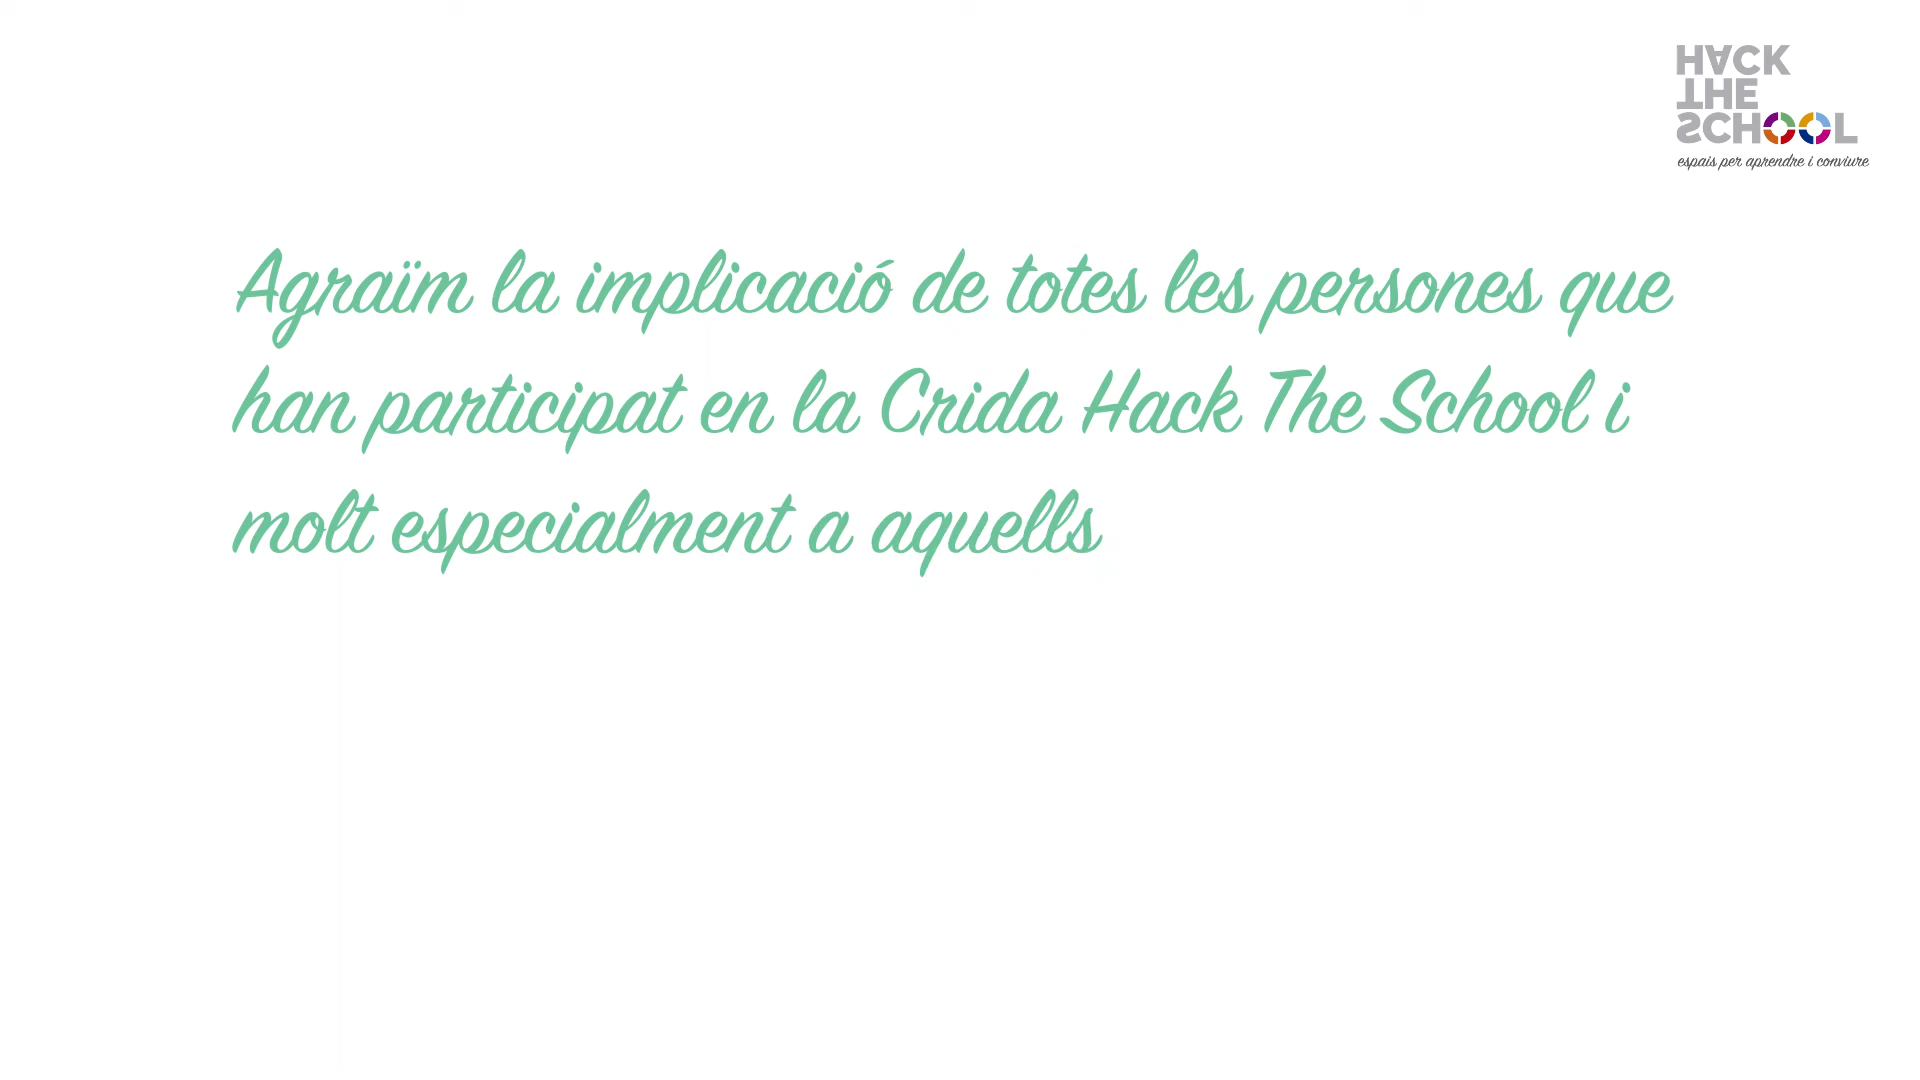 HACK
THE
SCHOOL
espais per aprendre i conviure
Agraïm la implicació de totes les persones que
han participat en la Crida Hack The School i
molt especialment a aquells